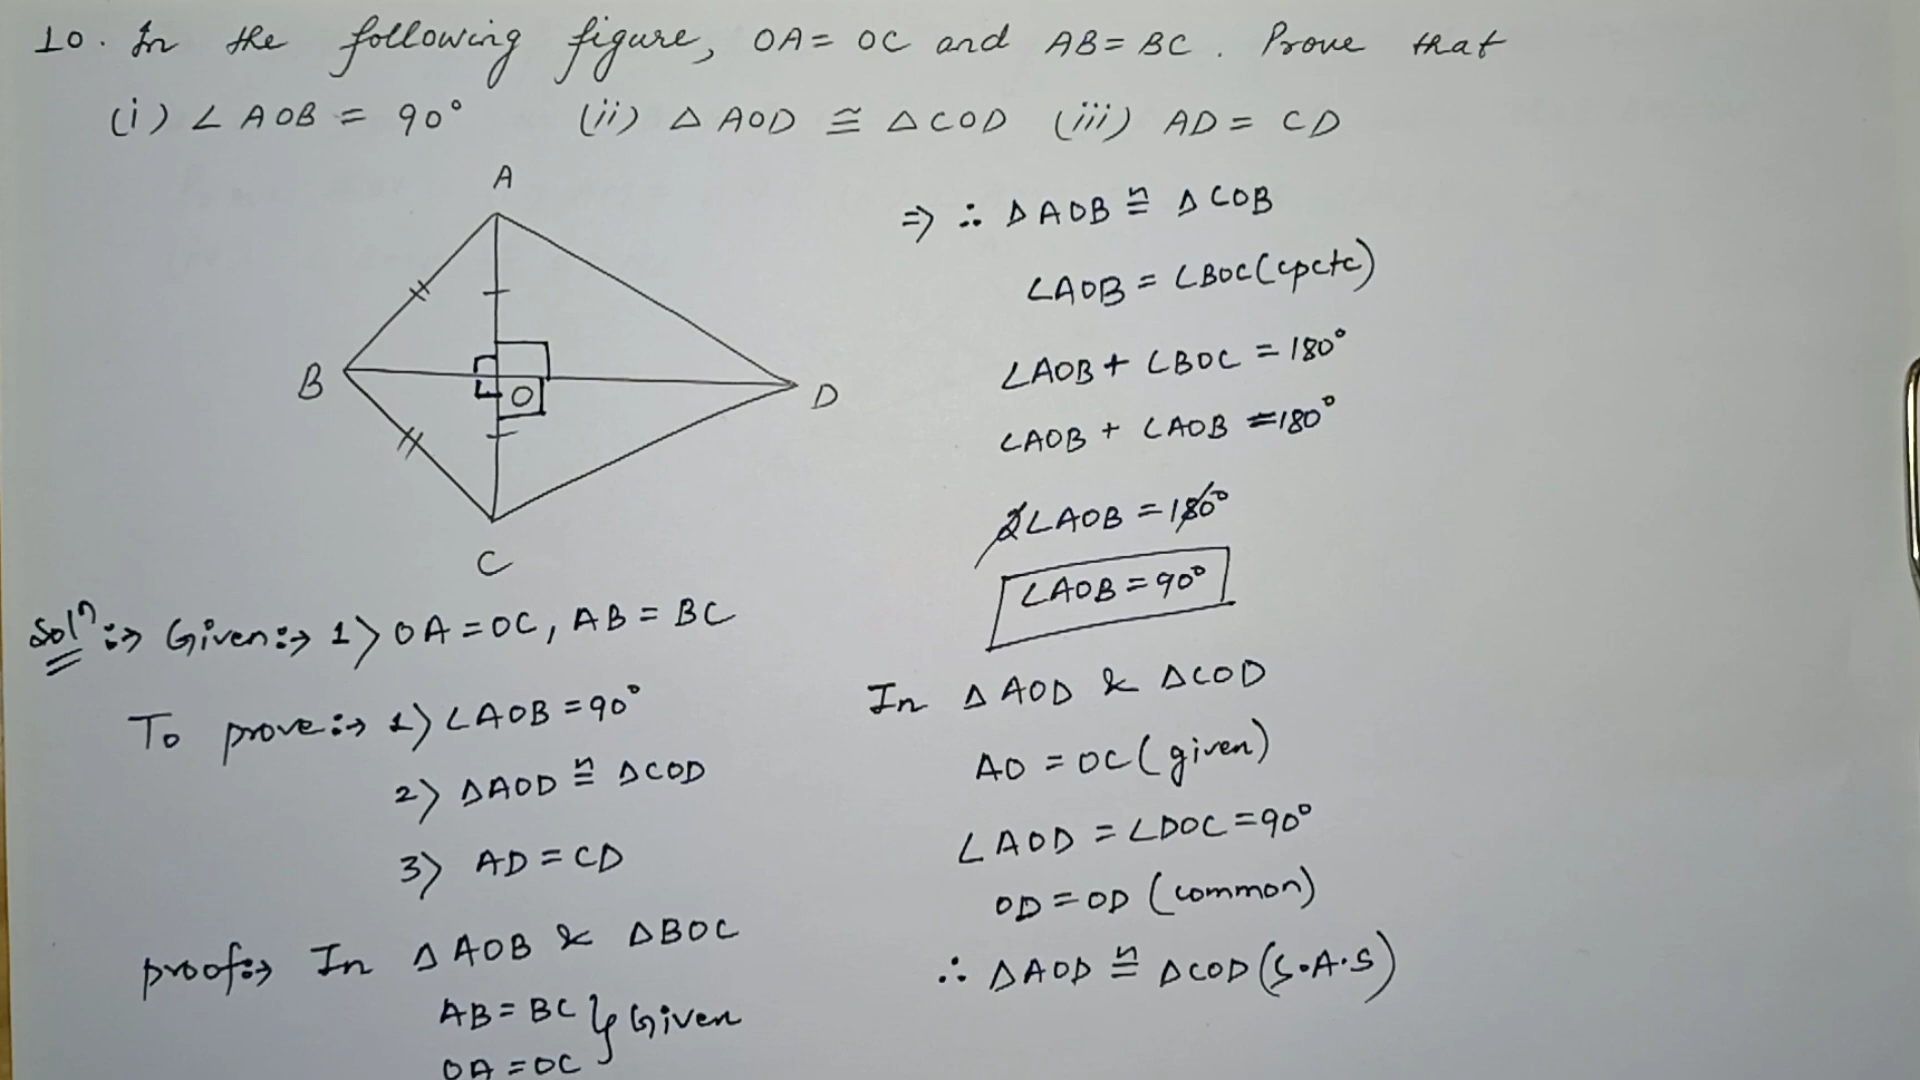 10. In the following figure, OA = OC and AB = BC. Prove that
(i) ∠AOB = 90° (ii) △AOD ≅ △COD (iii) AD = CD
A
B
O
D
C
Solⁿ :→ Given :→ 1) OA = OC, AB = BC
To prove :→ 1) ∠AOB = 90°
2) △AOD ≅ △COD
3) AD = CD
proof :→ In △AOB & △BOC
AB = BC } Given
OA = OC
⇒ ∴ △AOB ≅ △COB
∠AOB = ∠BOC (cpctc)
∠AOB + ∠BOC = 180°
∠AOB + ∠AOB = 180°
2∠AOB = 180°
∠AOB = 90°
In △AOD & △COD
AO = OC (given)
∠AOD = ∠DOC = 90°
OD = OD (common)
∴ △AOD ≅ △COD (S.A.S)